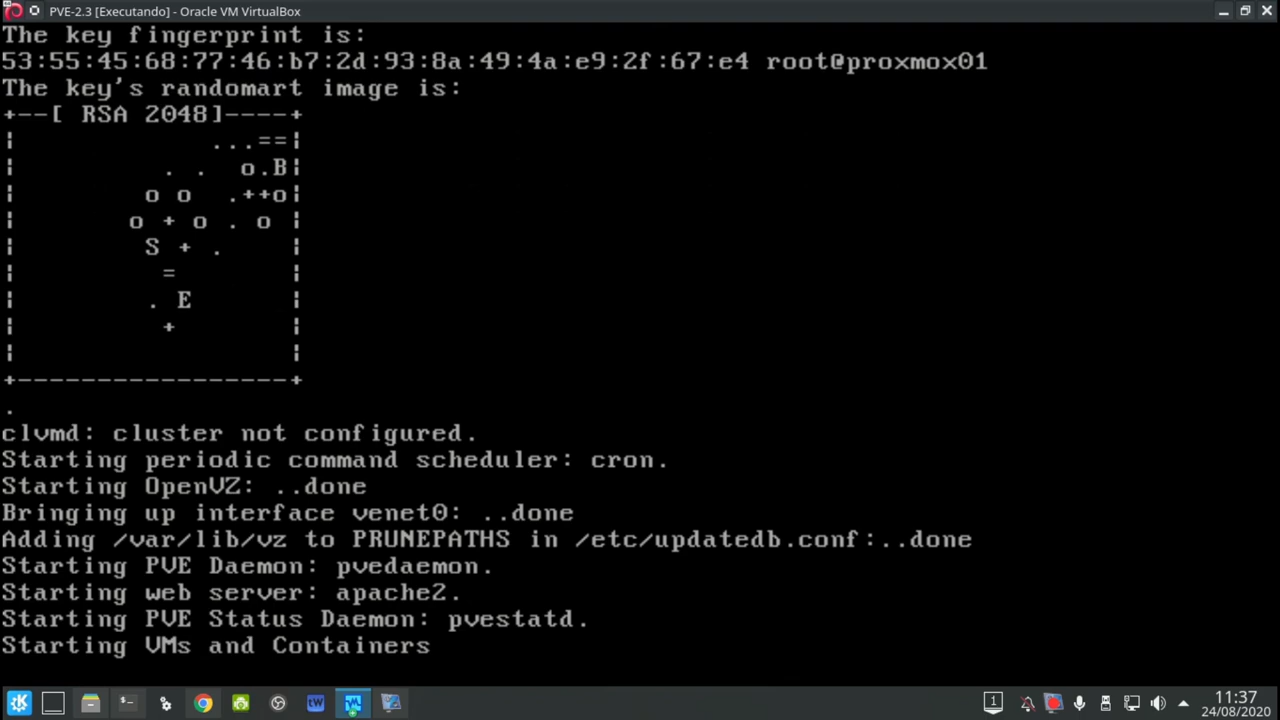 PVE-2.3 [Executando] - Oracle VM VirtualBox
The key fingerprint is:
53:55:45:68:77:46:b7:2d:93:8a:49:4a:e9:2f:67:e4 root@proxmox01
The key's randomart image is:
+--[ RSA 2048]----+
|             ...==|
|          . .  o.B|
|         o o  .++o|
|        o + o . o |
|         S + .    |
|          =       |
|         . E      |
|          +       |
|                  |
+-----------------+
.
clvmd: cluster not configured.
Starting periodic command scheduler: cron.
Starting OpenVZ: ..done
Bringing up interface venet0: ..done
Adding /var/lib/vz to PRUNEPATHS in /etc/updatedb.conf:..done
Starting PVE Daemon: pvedaemon.
Starting web server: apache2.
Starting PVE Status Daemon: pvestatd.
Starting VMs and Containers
tW
1
11:37
24/08/2020